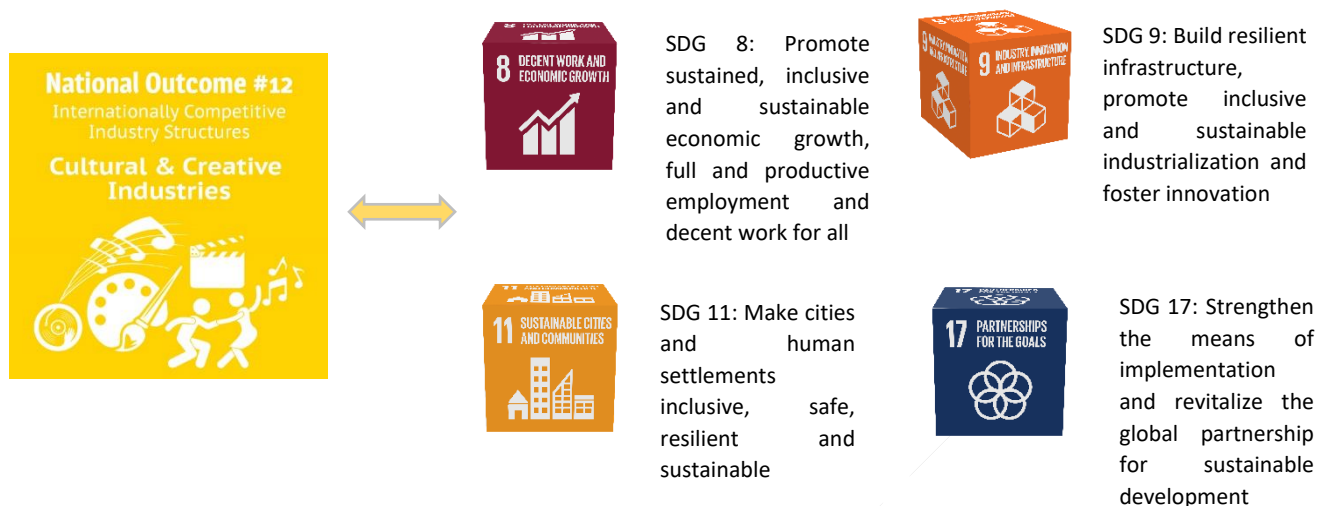 National Outcome #12
Internationally Competitive
Industry Structures
Cultural & Creative
Industries
8 DECENT WORK AND
ECONOMIC GROWTH
SDG 8: Promote
sustained, inclusive
and sustainable
economic growth,
full and productive
employment and
decent work for all
9 INDUSTRY, INNOVATION
AND INFRASTRUCTURE
SDG 9: Build resilient
infrastructure,
promote inclusive
and sustainable
industrialization and
foster innovation
11 SUSTAINABLE CITIES
AND COMMUNITIES
SDG 11: Make cities
and human
settlements
inclusive, safe,
resilient and
sustainable
17 PARTNERSHIPS
FOR THE GOALS
SDG 17: Strengthen
the means of
implementation
and revitalize the
global partnership
for sustainable
development